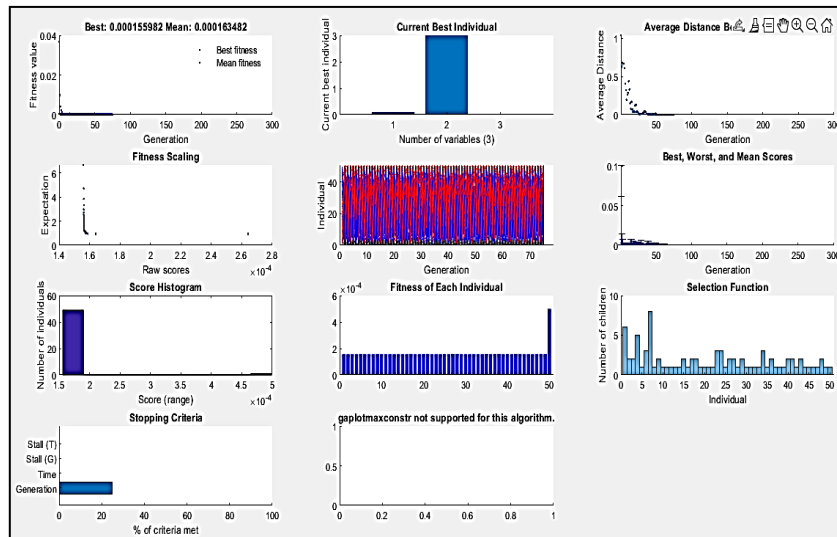 Best: 0.000155982 Mean: 0.000163482
Fitness value
0.04
0.02
0
Best fitness
Mean fitness
0 50 100 150 200 250 300
Generation
Current Best Individual
Current best individual
3
2
1
0
1 2 3
Number of variables (3)
Average Distance B
Average Distance
1
0.5
0
50 100 150 200 250 300
Generation
Fitness Scaling
Expectation
6
4
2
0
1.4 1.6 1.8 2 2.2 2.4 2.6 2.8
Raw scores
×10⁻⁴
Individual
40
20
0
0 10 20 30 40 50 60 70
Generation
Best, Worst, and Mean Scores
0.1
0.05
0
50 100 150 200 250 300
Generation
Score Histogram
Number of individuals
60
40
20
0
1.5 2 2.5 3 3.5 4 4.5 5
Score (range)
×10⁻⁴
Fitness of Each Individual
×10⁻⁴
6
4
2
0
0 10 20 30 40 50
Selection Function
Number of children
10
5
0
0 5 10 15 20 25 30 35 40 45 50
Individual
Stopping Criteria
Stall (T)
Stall (G)
Time
Generation
0 20 40 60 80 100
% of criteria met
gaplotmaxconstr not supported for this algorithm.
1
0.5
0
0 0.2 0.4 0.6 0.8 1